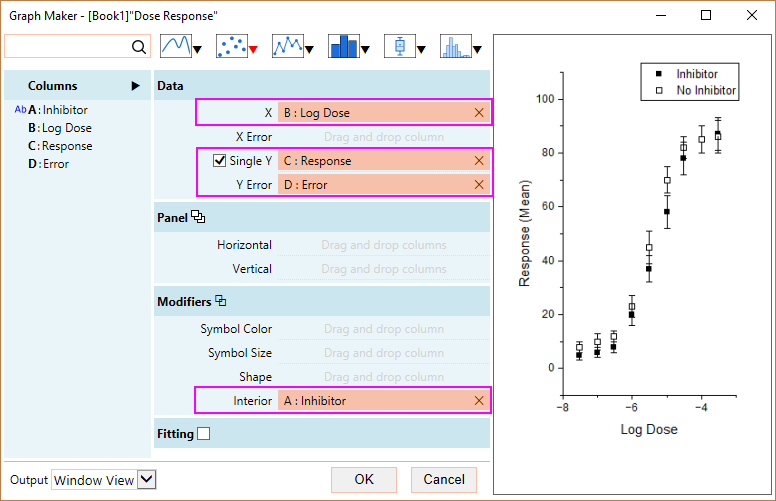 Graph Maker - [Book1]"Dose Response"
Columns
Ab A : Inhibitor
B : Log Dose
C : Response
D : Error
Data
X B : Log Dose
X Error Drag and drop column
Single Y C : Response
Y Error D : Error
Panel
Horizontal Drag and drop columns
Vertical Drag and drop columns
Modifiers
Symbol Color Drag and drop column
Symbol Size Drag and drop column
Shape Drag and drop column
Interior A : Inhibitor
Fitting
Output Window View OK Cancel
Inhibitor
No Inhibitor
Response (Mean)
100
80
60
40
20
0
−8 −6 −4
Log Dose